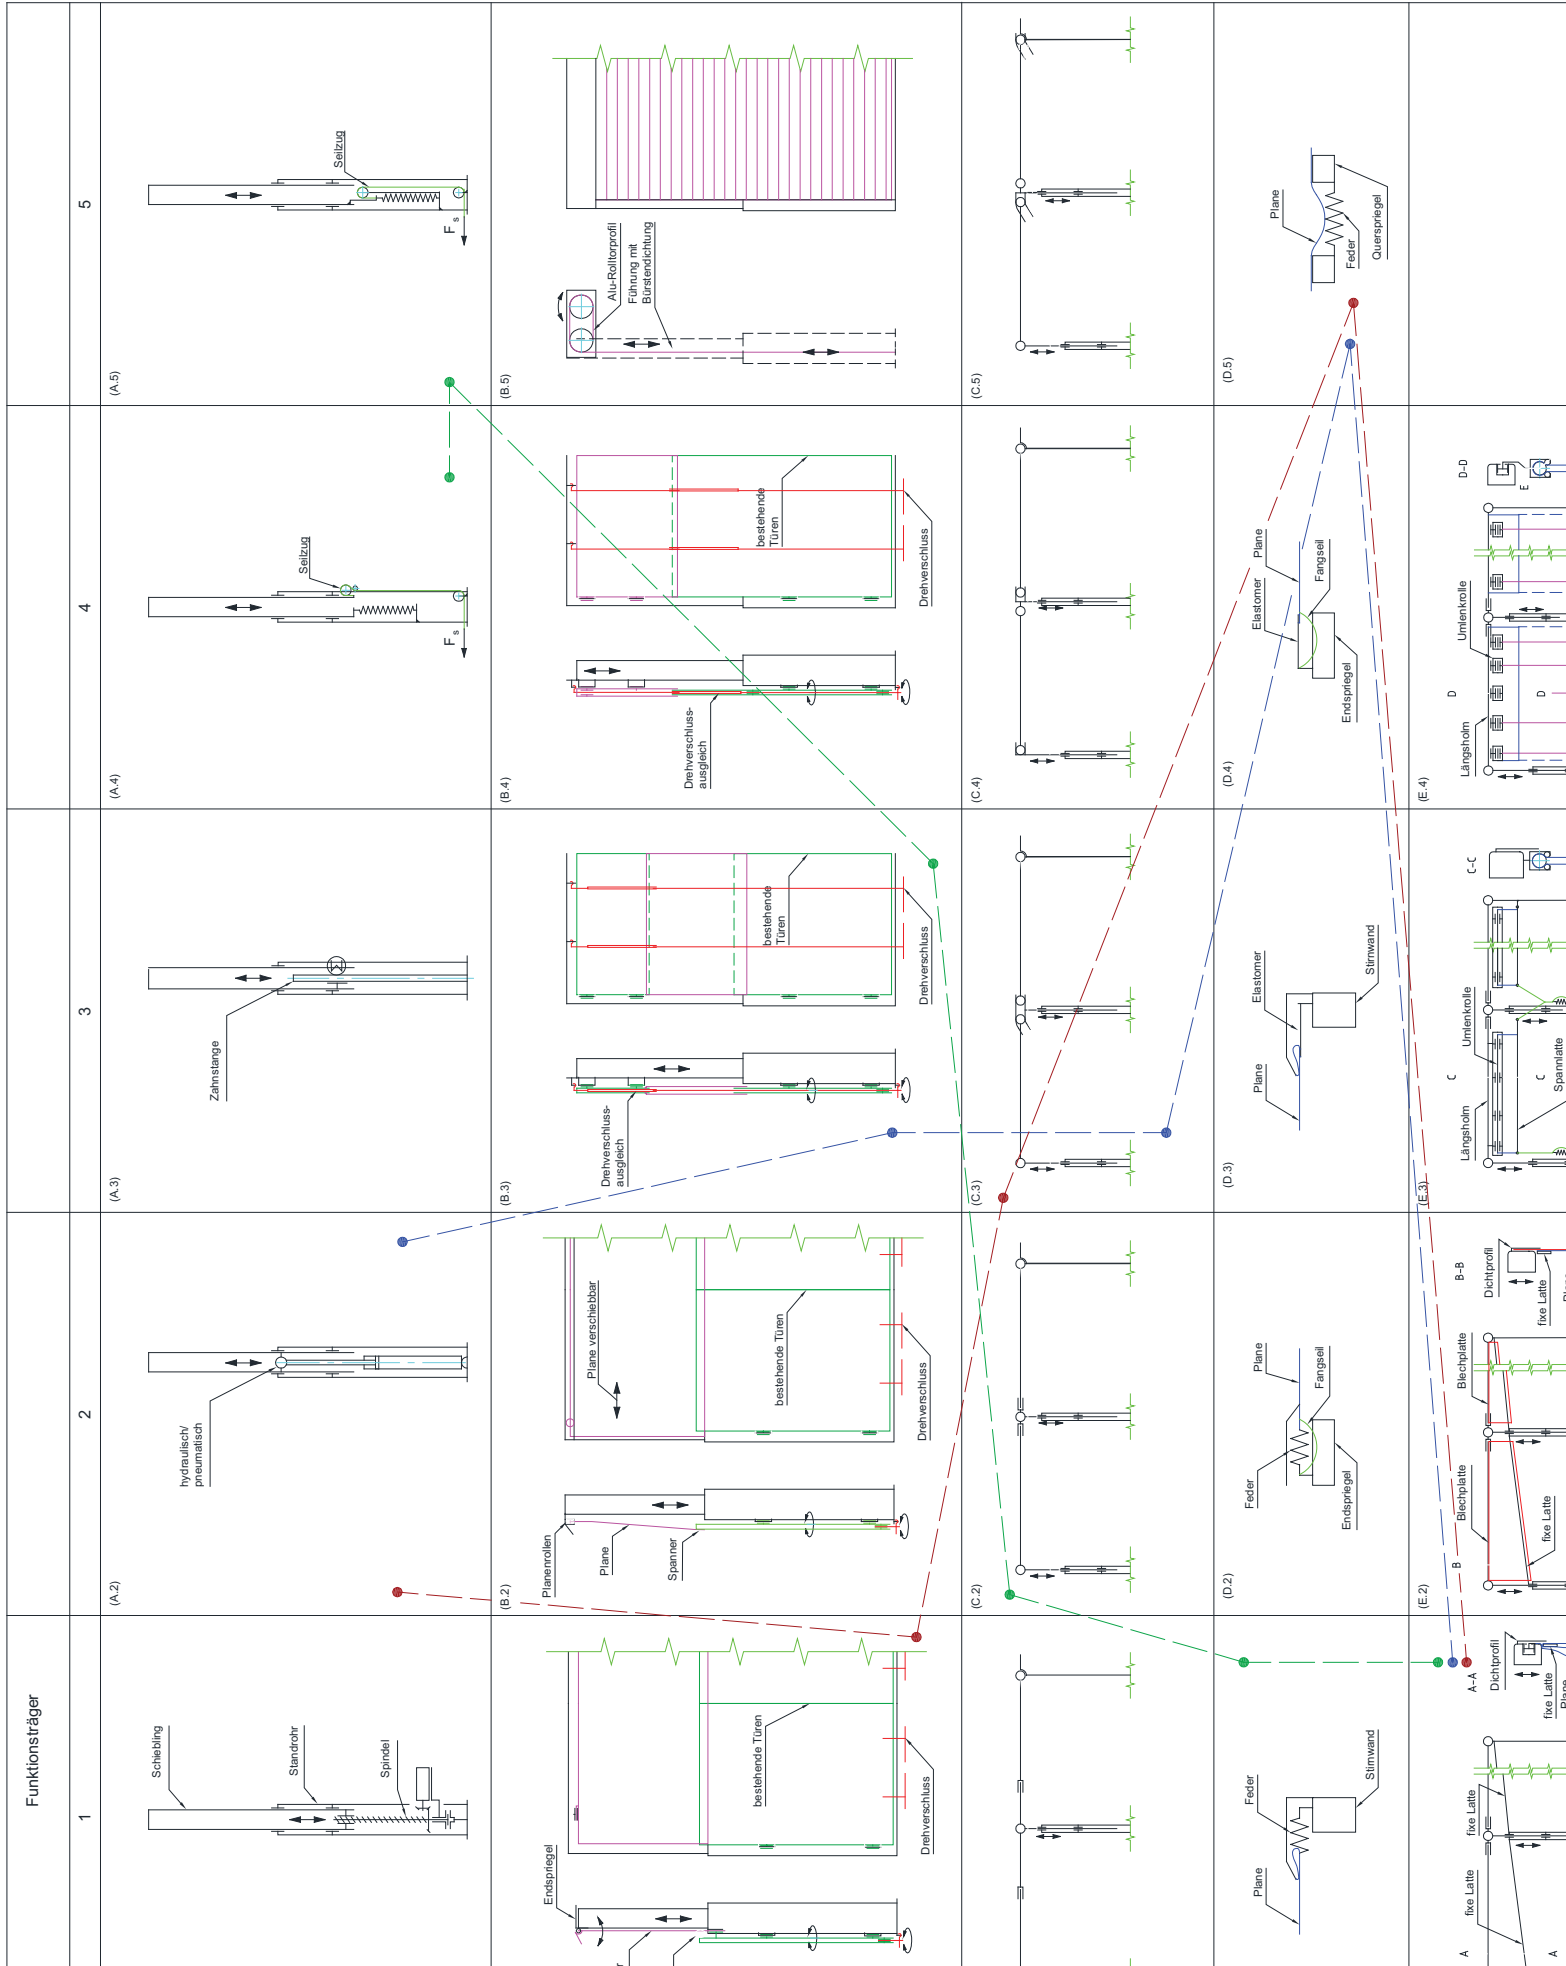 Funktionsträger
1
2
3
4
5
Schiebling
Standrohr
Spindel
(A.2)
hydraulisch/
pneumatisch
(A.3)
Zahnstange
(A.4)
Seilzug
F s
(A.5)
Seilzug
F s
Endspriegel
bestehende Türen
Drehverschluss
(B.2)
Planenrollen
Plane
Spanner
Plane verschiebbar
bestehende Türen
Drehverschluss
(B.3)
Drehverschluss-
ausgleich
bestehende
Türen
Drehverschluss
(B.4)
Drehverschluss-
ausgleich
bestehende
Türen
Drehverschluss
(B.5)
Alu-Rolltorprofil
Führung mit
Bürstendichtung
(C.2)
(C.3)
(C.4)
(C.5)
Plane
Feder
Stirnwand
(D.2)
Feder
Plane
Fangseil
Endspriegel
(D.3)
Plane
Elastomer
Stirnwand
(D.4)
Elastomer
Plane
Fangseil
Endspriegel
(D.5)
Plane
Feder
Querspriegel
A
A
fixe Latte
fixe Latte
A-A
Dichtprofil
fixe Latte
Plane
(E.2)
B
Blechplatte
fixe Latte
Blechplatte
B-B
Dichtprofil
fixe Latte
(E.3)
Längsholm
C
C
Umlenkrolle
Spannlatte
C-C
(E.4)
Längsholm
D
D
Umlenkrolle
D-D
E